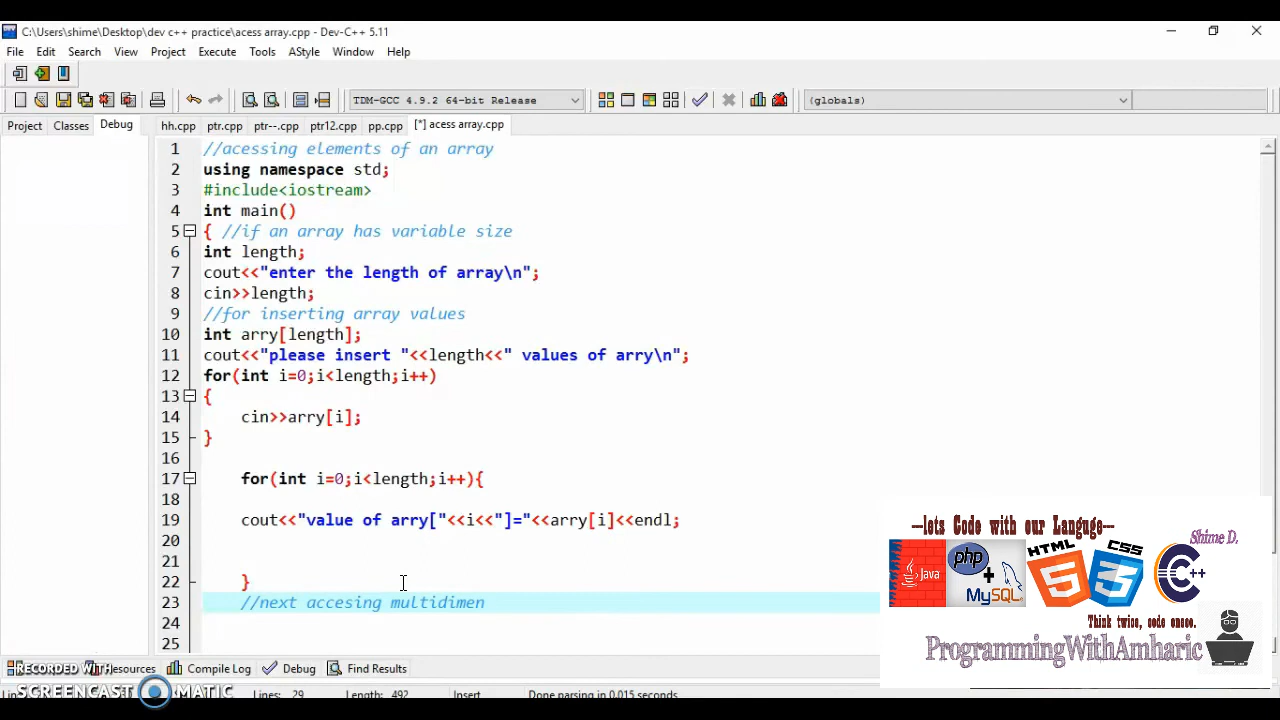 C:\Users\shime\Desktop\dev c++ practice\acess array.cpp - Dev-C++ 5.11
File Edit Search View Project Execute Tools AStyle Window Help
TDM-GCC 4.9.2 64-bit Release (globals)
Project Classes Debug hh.cpp ptr.cpp ptr--.cpp ptr12.cpp pp.cpp [*] acess array.cpp
1 //acessing elements of an array
2 using namespace std;
3 #include<iostream>
4 int main()
5 { //if an array has variable size
6 int length;
7 cout<<"enter the length of array\n";
8 cin>>length;
9 //for inserting array values
10 int arry[length];
11 cout<<"please insert "<<length<<" values of arry\n";
12 for(int i=0;i<length;i++)
13 {
14 cin>>arry[i];
15 }
16
17 for(int i=0;i<length;i++){
18
19 cout<<"value of arry["<<i<<"]="<<arry[i]<<endl;
20
21
22 }
23 //next accesing multidimen
24
25
--lets Code with our Languge---
Shime D.
Java
php
+
MySQL
HTML
5
CSS
3
C++
Think twice, code once.
ProgrammingWithAmharic
Resources Compile Log Debug Find Results
RECORDED WITH
SCREENCAST MATIC
Lines: 29 Length: 492 Insert Done parsing in 0.015 seconds